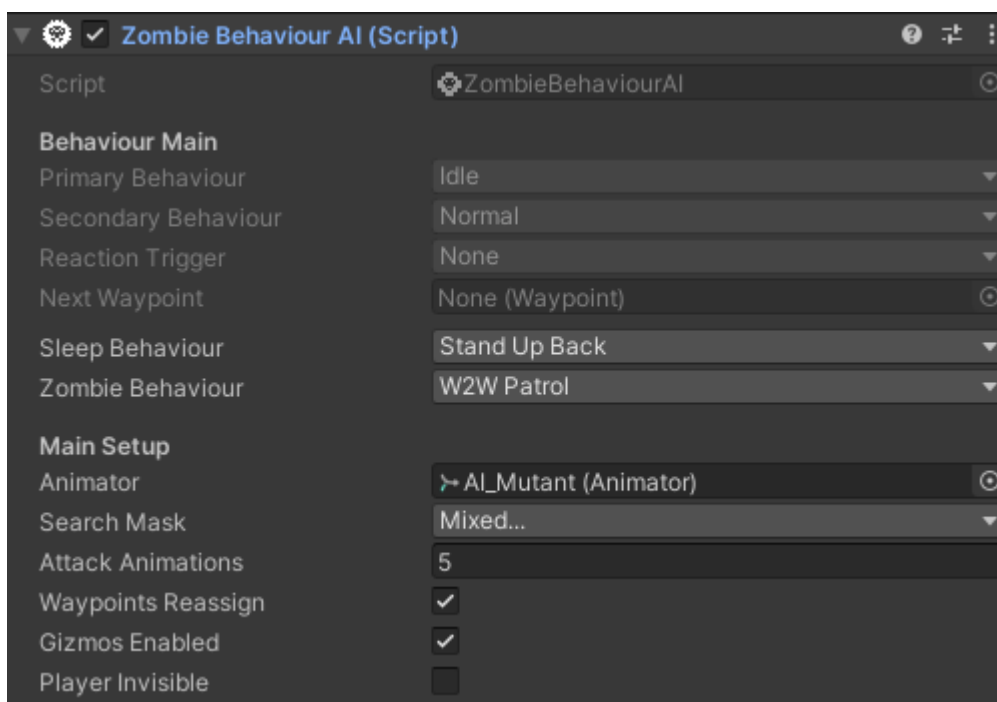 Zombie Behaviour AI (Script)
Script ZombieBehaviourAI
Behaviour Main
Primary Behaviour Idle
Secondary Behaviour Normal
Reaction Trigger None
Next Waypoint None (Waypoint)
Sleep Behaviour Stand Up Back
Zombie Behaviour W2W Patrol
Main Setup
Animator AI_Mutant (Animator)
Search Mask Mixed...
Attack Animations 5
Waypoints Reassign
Gizmos Enabled
Player Invisible